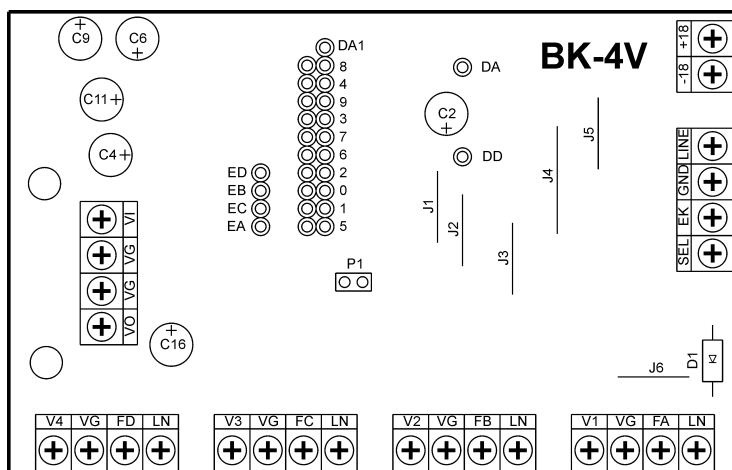 C9
C6
DA1
BK-4V
+18
-18
8
DA
4
C11
9
C2
3
J5
7
J4
C4
6
DD
LINE
ED
2
GND
EB
0
J1
EC
1
J2
EK
EA
5
J3
SEL
VI
VG
VG
VO
P1
C16
J6
D1
V4 VG FD LN
V3 VG FC LN
V2 VG FB LN
V1 VG FA LN